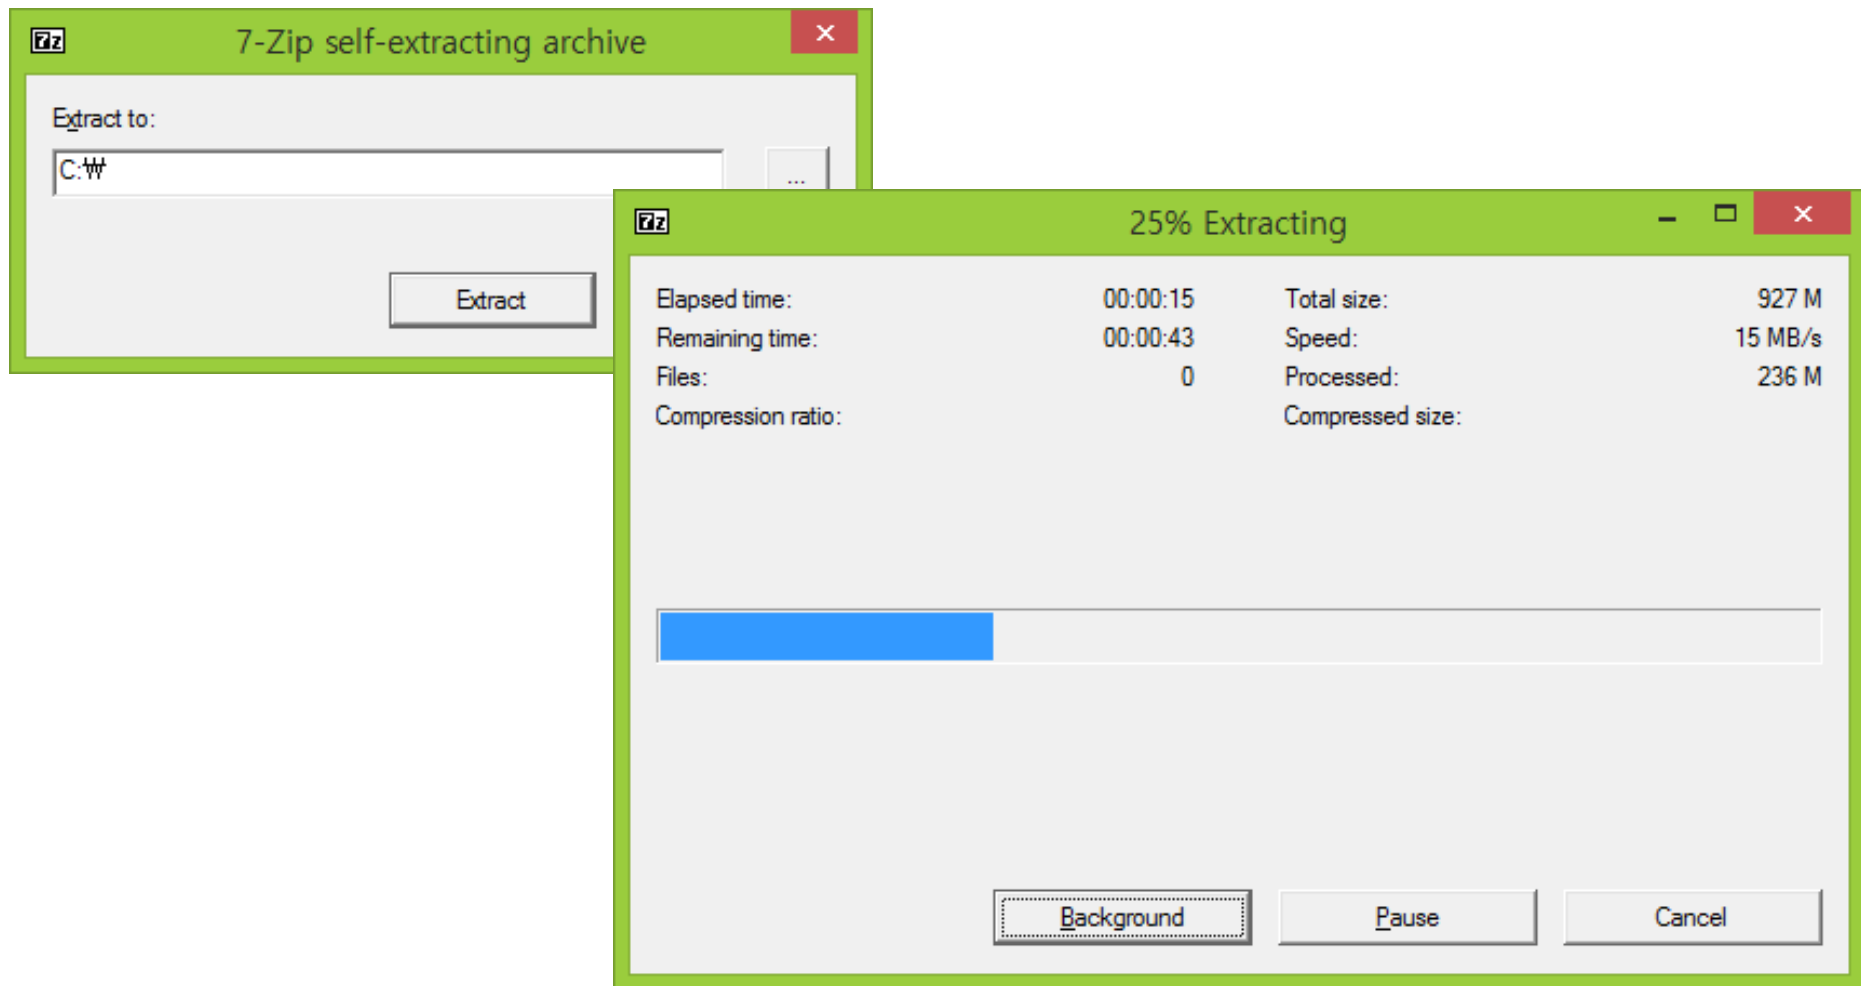 7z 7-Zip self-extracting archive
Extract to:
C:₩
...
Extract
7z 25% Extracting
Elapsed time: 00:00:15 Total size: 927 M
Remaining time: 00:00:43 Speed: 15 MB/s
Files: 0 Processed: 236 M
Compression ratio: Compressed size:
Background Pause Cancel